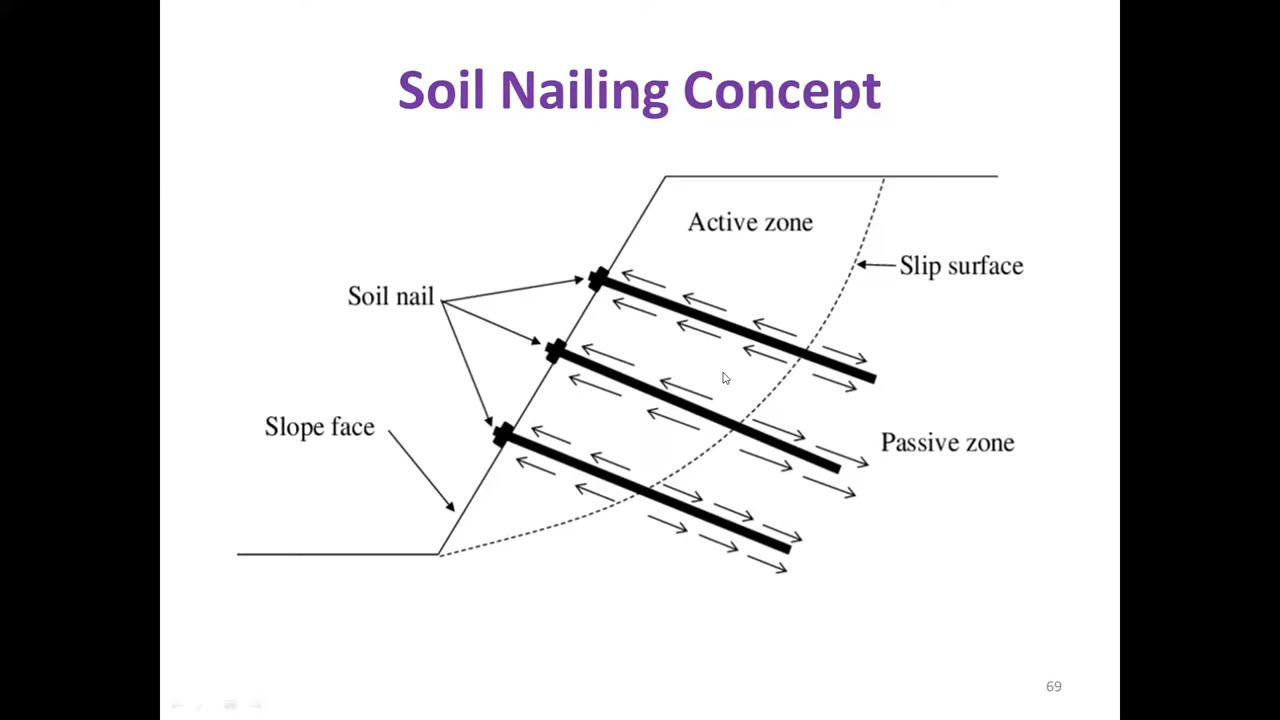 Soil Nailing Concept
Active zone
Slip surface
Soil nail
Slope face
Passive zone
69